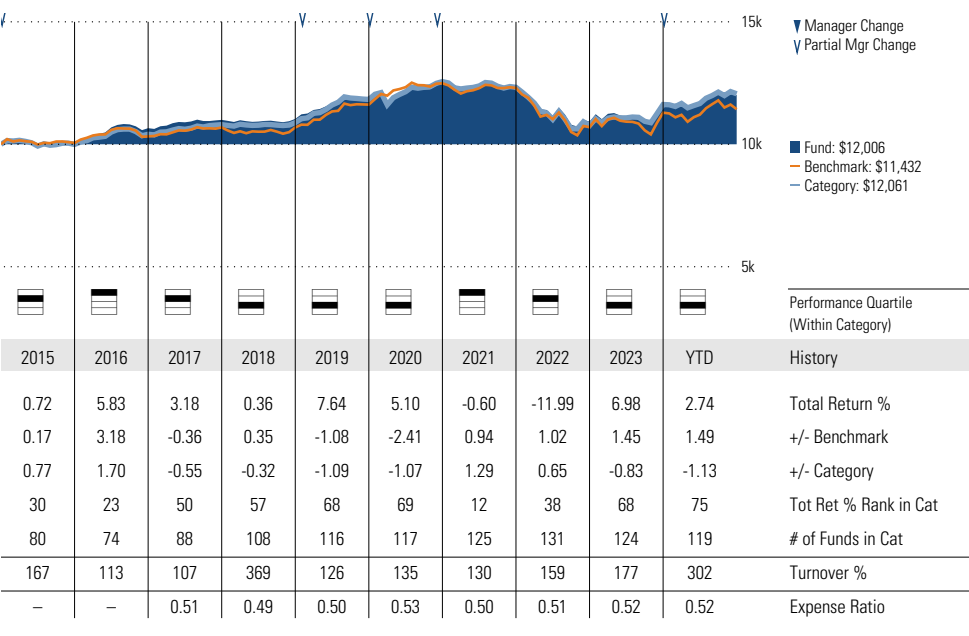 15k
▼ Manager Change
∨ Partial Mgr Change
10k
Fund: $12,006
Benchmark: $11,432
Category: $12,061
5k
Performance Quartile
(Within Category)
2015 2016 2017 2018 2019 2020 2021 2022 2023 YTD History
0.72 5.83 3.18 0.36 7.64 5.10 -0.60 -11.99 6.98 2.74 Total Return %
0.17 3.18 -0.36 0.35 -1.08 -2.41 0.94 1.02 1.45 1.49 +/- Benchmark
0.77 1.70 -0.55 -0.32 -1.09 -1.07 1.29 0.65 -0.83 -1.13 +/- Category
30 23 50 57 68 69 12 38 68 75 Tot Ret % Rank in Cat
80 74 88 108 116 117 125 131 124 119 # of Funds in Cat
167 113 107 369 126 135 130 159 177 302 Turnover %
– – 0.51 0.49 0.50 0.53 0.50 0.51 0.52 0.52 Expense Ratio